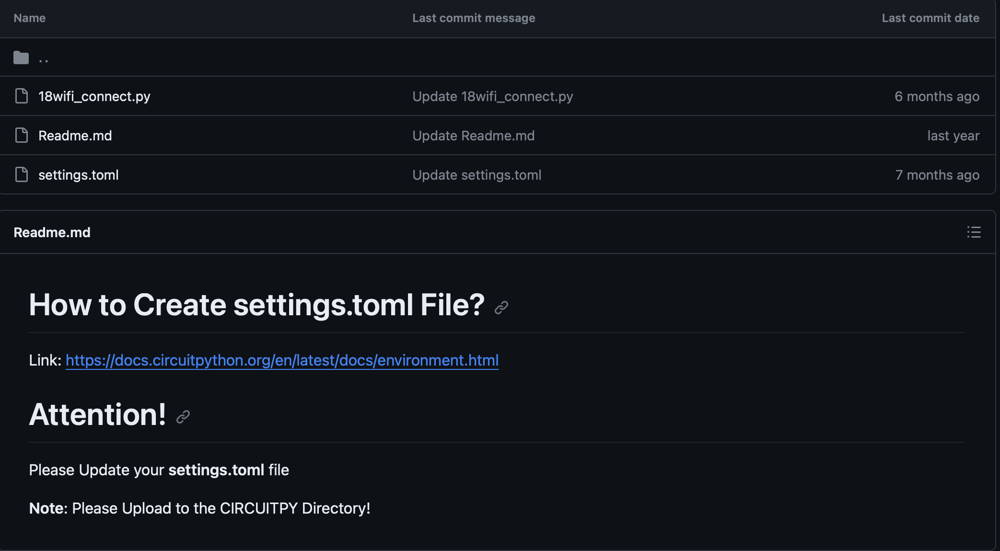 Name Last commit message Last commit date
..
18wifi_connect.py Update 18wifi_connect.py 6 months ago
Readme.md Update Readme.md last year
settings.toml Update settings.toml 7 months ago
Readme.md
How to Create settings.toml File?
Link: https://docs.circuitpython.org/en/latest/docs/environment.html
Attention!
Please Update your settings.toml file
Note: Please Upload to the CIRCUITPY Directory!